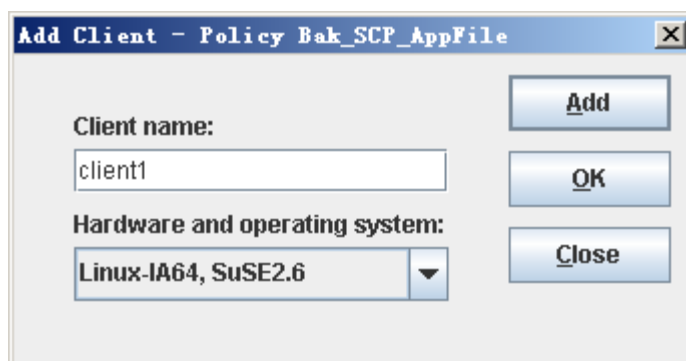 Add Client - Policy Bak_SCP_AppFile
Add
Client name:
client1
OK
Hardware and operating system:
Linux-IA64, SuSE2.6
Close